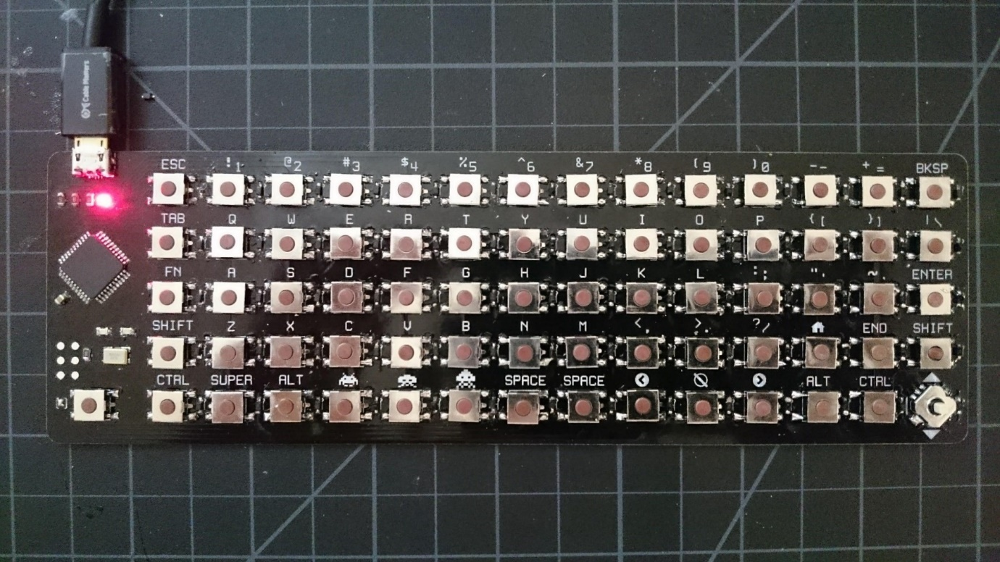 Cable Matters
ESC ! 1 @ 2 # 3 $ 4 % 5 ^ 6 & 7 * 8 ( 9 ) 0 - - + = BKSP
TAB Q W E R T Y U I O P { [ } ] | \
FN A S D F G H J K L : ; " ' ~ ` ENTER
SHIFT Z X C V B N M < , > . ? / END SHIFT
CTRL SUPER ALT SPACE SPACE ALT CTRL